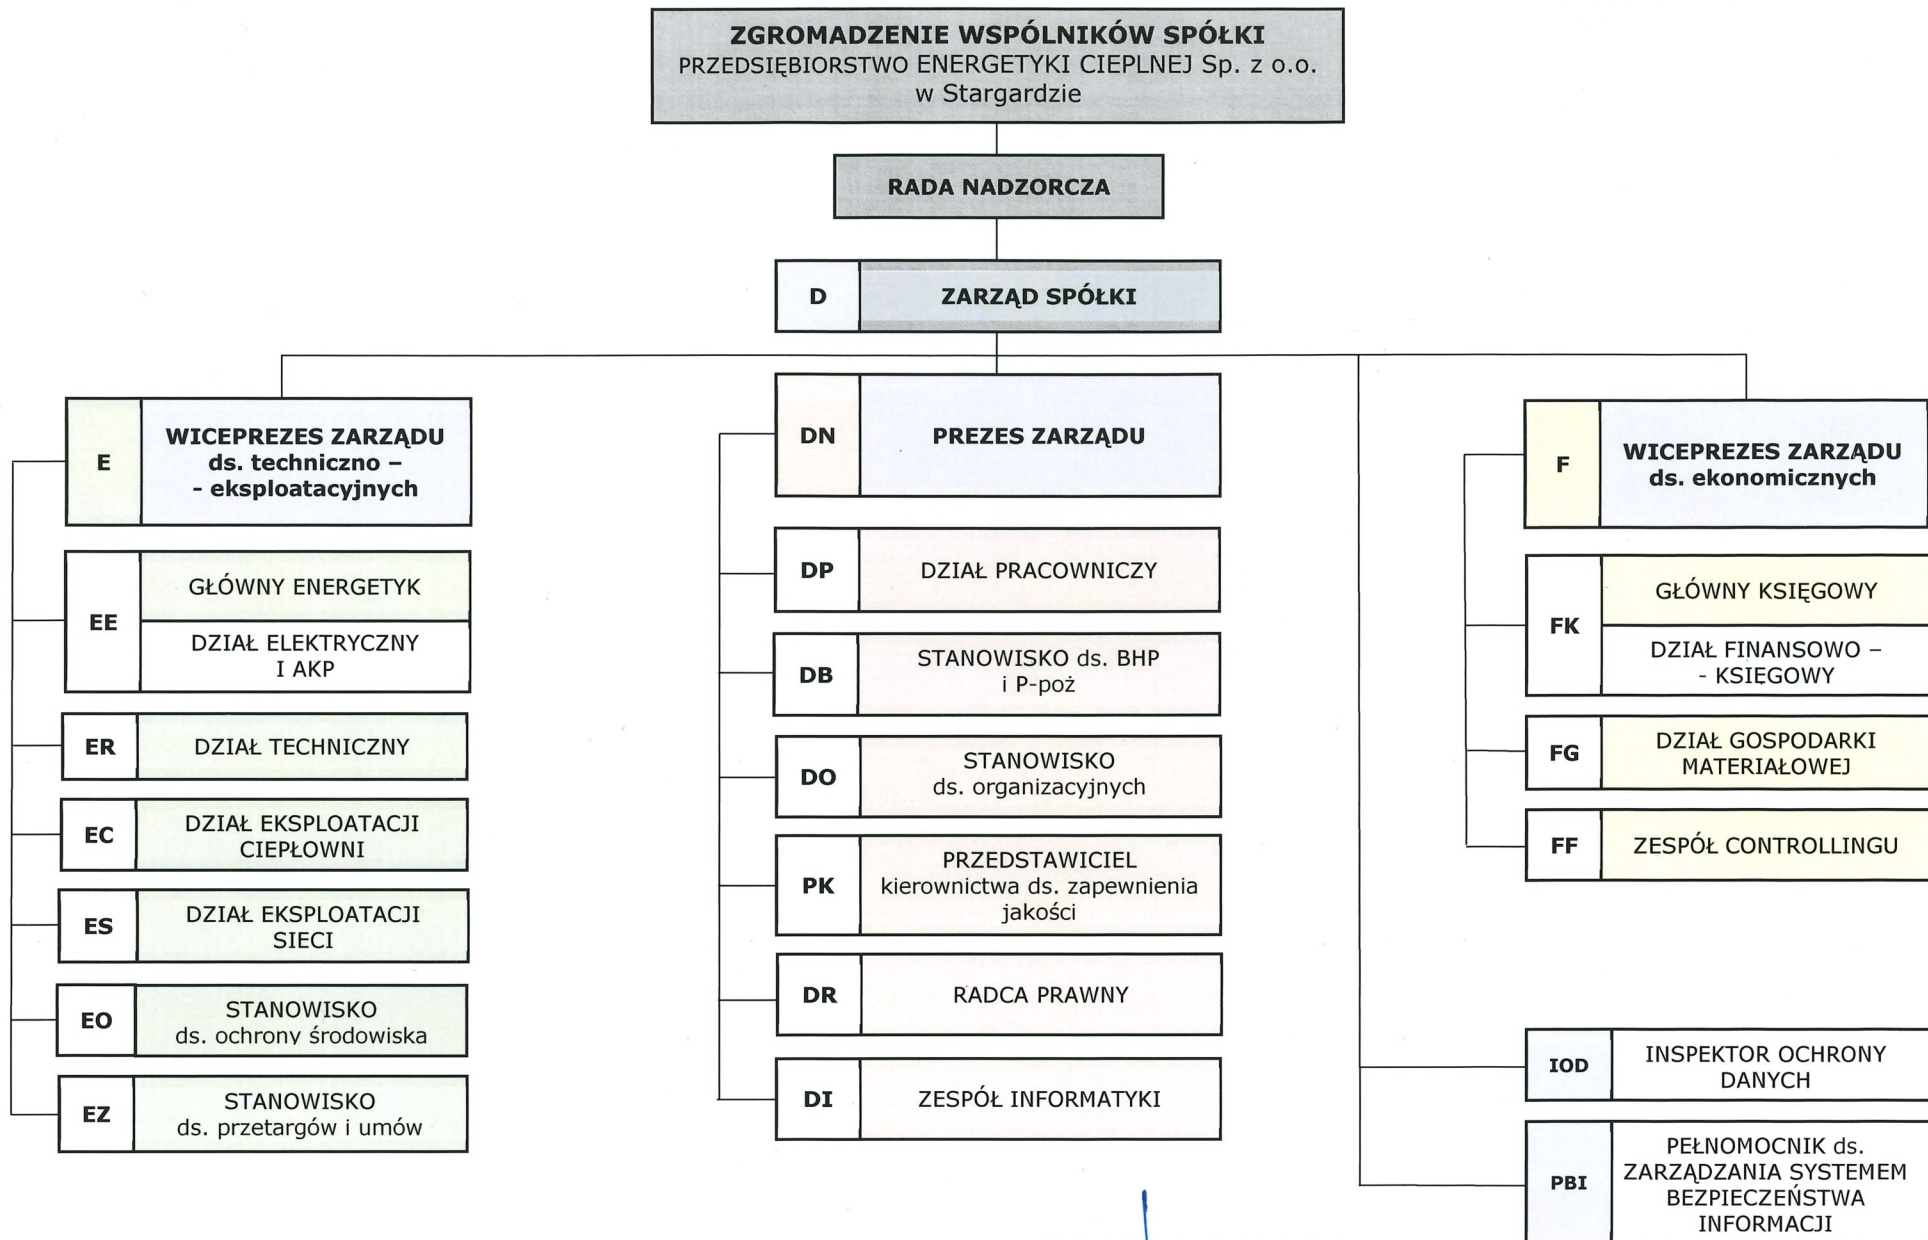 ZGROMADZENIE WSPÓLNIKÓW SPÓŁKI
PRZEDSIĘBIORSTWO ENERGETYKI CIEPLNEJ Sp. z o.o.
w Stargardzie
RADA NADZORCZA
D
ZARZĄD SPÓŁKI
E
WICEPREZES ZARZĄDU
ds. techniczno –
- eksploatacyjnych
EE
GŁÓWNY ENERGETYK
DZIAŁ ELEKTRYCZNY
I AKP
ER
DZIAŁ TECHNICZNY
EC
DZIAŁ EKSPLOATACJI
CIEPŁOWNI
ES
DZIAŁ EKSPLOATACJI
SIECI
EO
STANOWISKO
ds. ochrony środowiska
EZ
STANOWISKO
ds. przetargów i umów
DN
PREZES ZARZĄDU
DP
DZIAŁ PRACOWNICZY
DB
STANOWISKO ds. BHP
i P-poż
DO
STANOWISKO
ds. organizacyjnych
PK
PRZEDSTAWICIEL
kierownictwa ds. zapewnienia
jakości
DR
RADCA PRAWNY
DI
ZESPÓŁ INFORMATYKI
F
WICEPREZES ZARZĄDU
ds. ekonomicznych
FK
GŁÓWNY KSIĘGOWY
DZIAŁ FINANSOWO –
- KSIĘGOWY
FG
DZIAŁ GOSPODARKI
MATERIAŁOWEJ
FF
ZESPÓŁ CONTROLLINGU
IOD
INSPEKTOR OCHRONY
DANYCH
PBI
PEŁNOMOCNIK ds.
ZARZĄDZANIA SYSTEMEM
BEZPIECZEŃSTWA
INFORMACJI